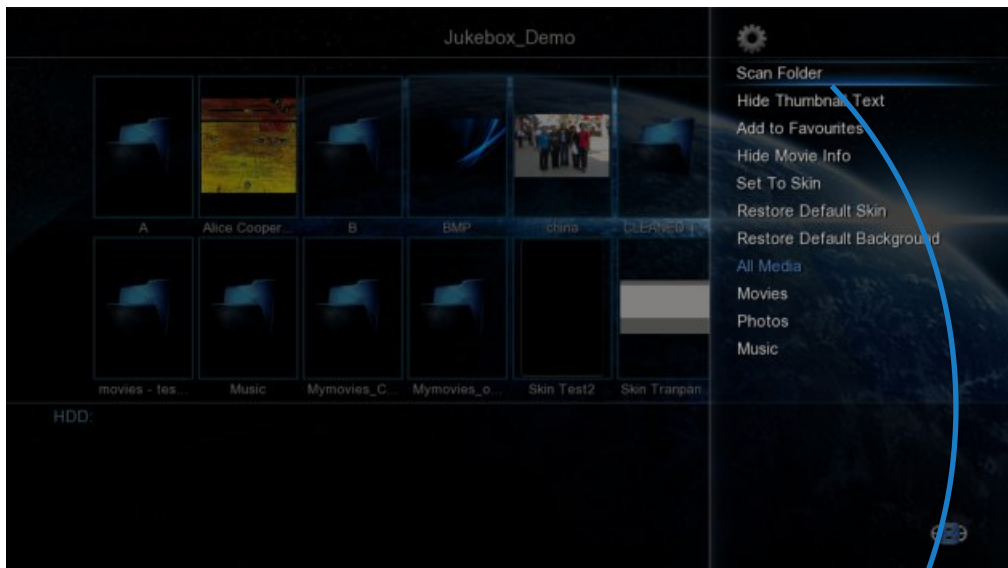 Jukebox_Demo
A
Alice Cooper...
B
BMP
china
movies - tes...
Music
Mymovies_C...
Mymovies_o...
Skin Test2
Skin Tranpan
HDD:
Scan Folder
Hide Thumbnail Text
Add to Favourites
Hide Movie Info
Set To Skin
Restore Default Skin
Restore Default Background
All Media
Movies
Photos
Music